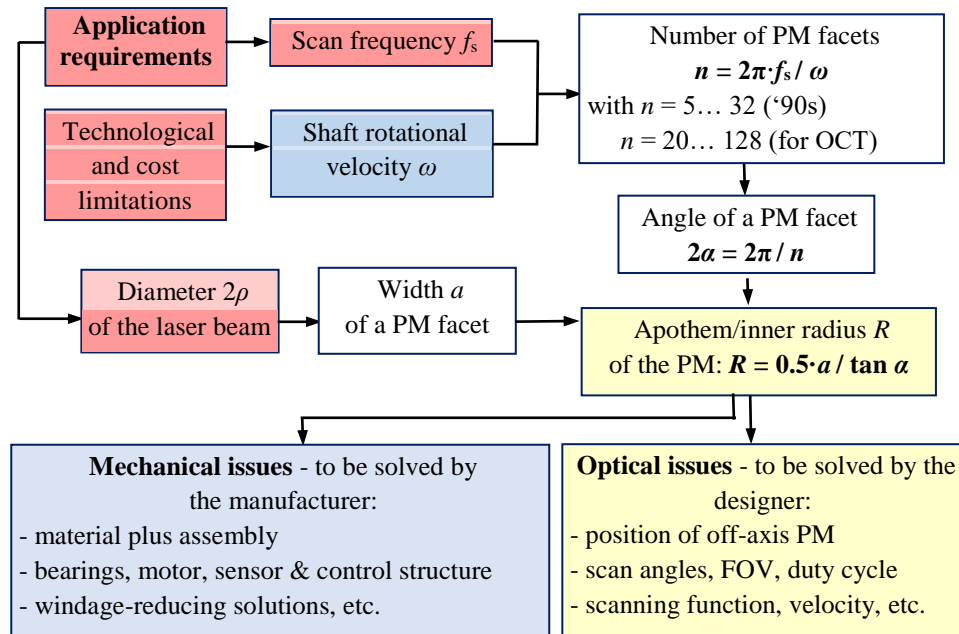 Application
requirements
Scan frequency fs
Number of PM facets
n = 2π·fs / ω
with n = 5… 32 (‘90s)
n = 20… 128 (for OCT)
Technological
and cost
limitations
Shaft rotational
velocity ω
Angle of a PM facet
2α = 2π / n
Diameter 2ρ
of the laser beam
Width a
of a PM facet
Apothem/inner radius R
of the PM: R = 0.5·a / tan α
Mechanical issues - to be solved by
the manufacturer:
- material plus assembly
- bearings, motor, sensor & control structure
- windage-reducing solutions, etc.
Optical issues - to be solved by the
designer:
- position of off-axis PM
- scan angles, FOV, duty cycle
- scanning function, velocity, etc.